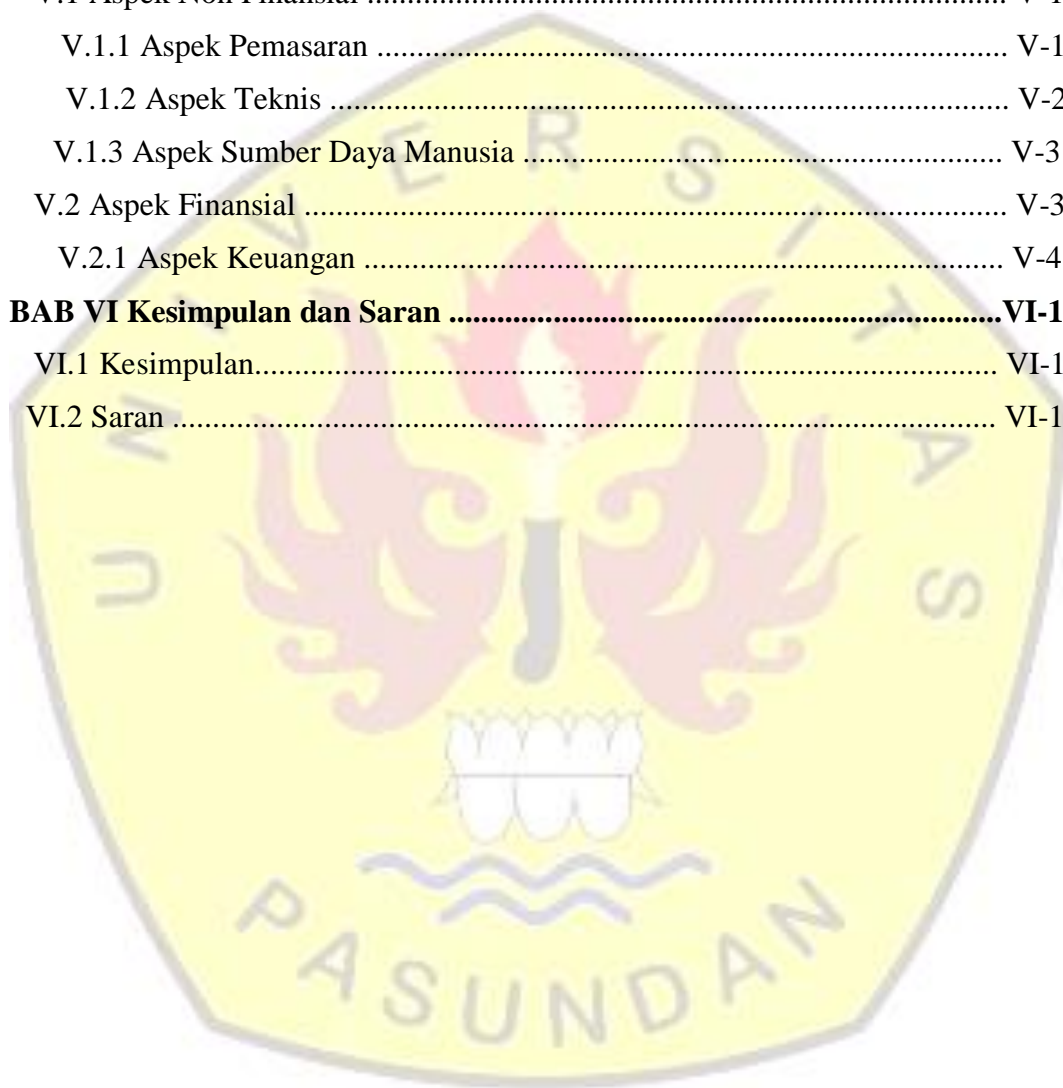 V.1 Aspek Non Finansial ........................................................................................ V-1
V.1.1 Aspek Pemasaran ...................................................................................... V-1
V.1.2 Aspek Teknis ............................................................................................. V-2
V.1.3 Aspek Sumber Daya Manusia .................................................................. V-3
V.2 Aspek Finansial ................................................................................................ V-3
V.2.1 Aspek Keuangan ....................................................................................... V-4
BAB VI Kesimpulan dan Saran .....................................................................VI-1
VI.1 Kesimpulan...................................................................................................... VI-1
VI.2 Saran ................................................................................................................ VI-1
UNIVERSITAS
PASUNDAN